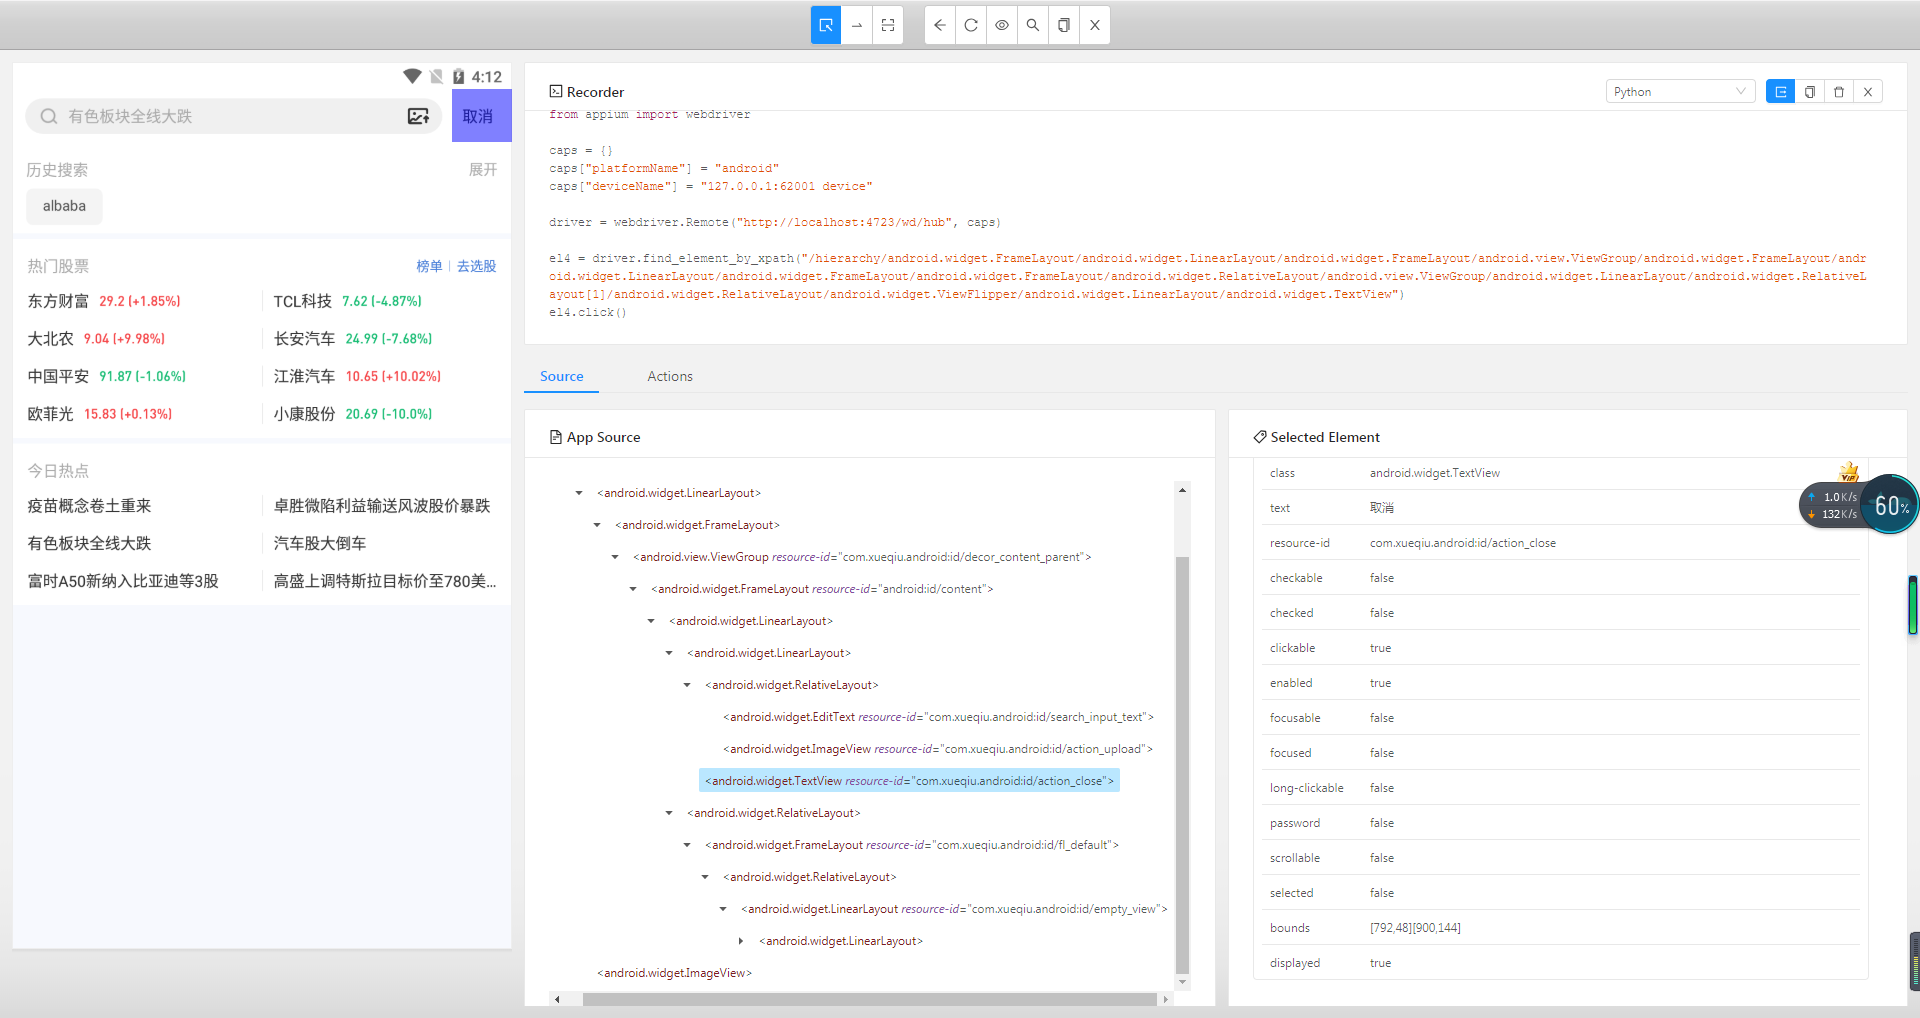 4:12
有色板块全线大跌
取消
历史搜索
展开
albaba
热门股票
榜单
去选股
东方财富 29.2 (+1.85%)
TCL科技 7.62 (-4.87%)
大北农 9.04 (+9.98%)
长安汽车 24.99 (-7.68%)
中国平安 91.87 (-1.06%)
江淮汽车 10.65 (+10.02%)
欧菲光 15.83 (+0.13%)
小康股份 20.69 (-10.0%)
今日热点
疫苗概念卷土重来
卓胜微陷利益输送风波股价暴跌
有色板块全线大跌
汽车股大倒车
富时A50新纳入比亚迪等3股
高盛上调特斯拉目标价至780美...
Recorder
Python
from appium import webdriver
caps = {}
caps["platformName"] = "android"
caps["deviceName"] = "127.0.0.1:62001 device"
driver = webdriver.Remote("http://localhost:4723/wd/hub", caps)
el4 = driver.find_element_by_xpath("/hierarchy/android.widget.FrameLayout/android.widget.LinearLayout/android.widget.FrameLayout/android.view.ViewGroup/android.widget.FrameLayout/andr
oid.widget.LinearLayout/android.widget.FrameLayout/android.widget.FrameLayout/android.widget.RelativeLayout/android.view.ViewGroup/android.widget.LinearLayout/android.widget.RelativeL
ayout[1]/android.widget.RelativeLayout/android.widget.ViewFlipper/android.widget.LinearLayout/android.widget.TextView")
el4.click()
Source
Actions
App Source
<android.widget.LinearLayout>
<android.widget.FrameLayout>
<android.view.ViewGroup resource-id="com.xueqiu.android:id/decor_content_parent">
<android.widget.FrameLayout resource-id="android:id/content">
<android.widget.LinearLayout>
<android.widget.LinearLayout>
<android.widget.RelativeLayout>
<android.widget.EditText resource-id="com.xueqiu.android:id/search_input_text">
<android.widget.ImageView resource-id="com.xueqiu.android:id/action_upload">
<android.widget.TextView resource-id="com.xueqiu.android:id/action_close">
<android.widget.RelativeLayout>
<android.widget.FrameLayout resource-id="com.xueqiu.android:id/fl_default">
<android.widget.RelativeLayout>
<android.widget.LinearLayout resource-id="com.xueqiu.android:id/empty_view">
<android.widget.LinearLayout>
<android.widget.ImageView>
Selected Element
class android.widget.TextView
text 取消
resource-id com.xueqiu.android:id/action_close
checkable false
checked false
clickable true
enabled true
focusable false
focused false
long-clickable false
password false
scrollable false
selected false
bounds [792,48][900,144]
displayed true
VIP
1.0K/s
132K/s
60%